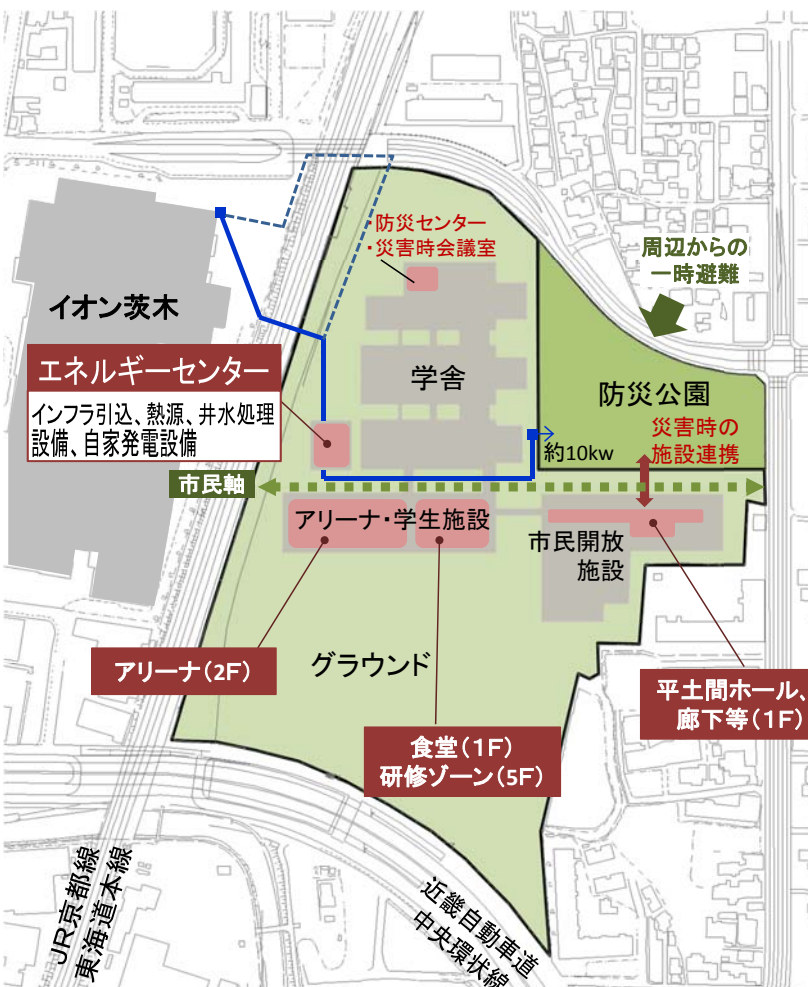 ・防災センター
・災害時会議室
周辺からの
一時避難
イオン茨木
エネルギーセンター
インフラ引込、熱源、井水処理
設備、自家発電設備
学舎
防災公園
災害時の
施設連携
約10kw
市民軸
アリーナ・学生施設
市民開放
施設
アリーナ(2F)
グラウンド
平土間ホール、
廊下等(1F)
食堂(1F)
研修ゾーン(5F)
JR京都線
東海道本線
近畿自動車道
中央環状線